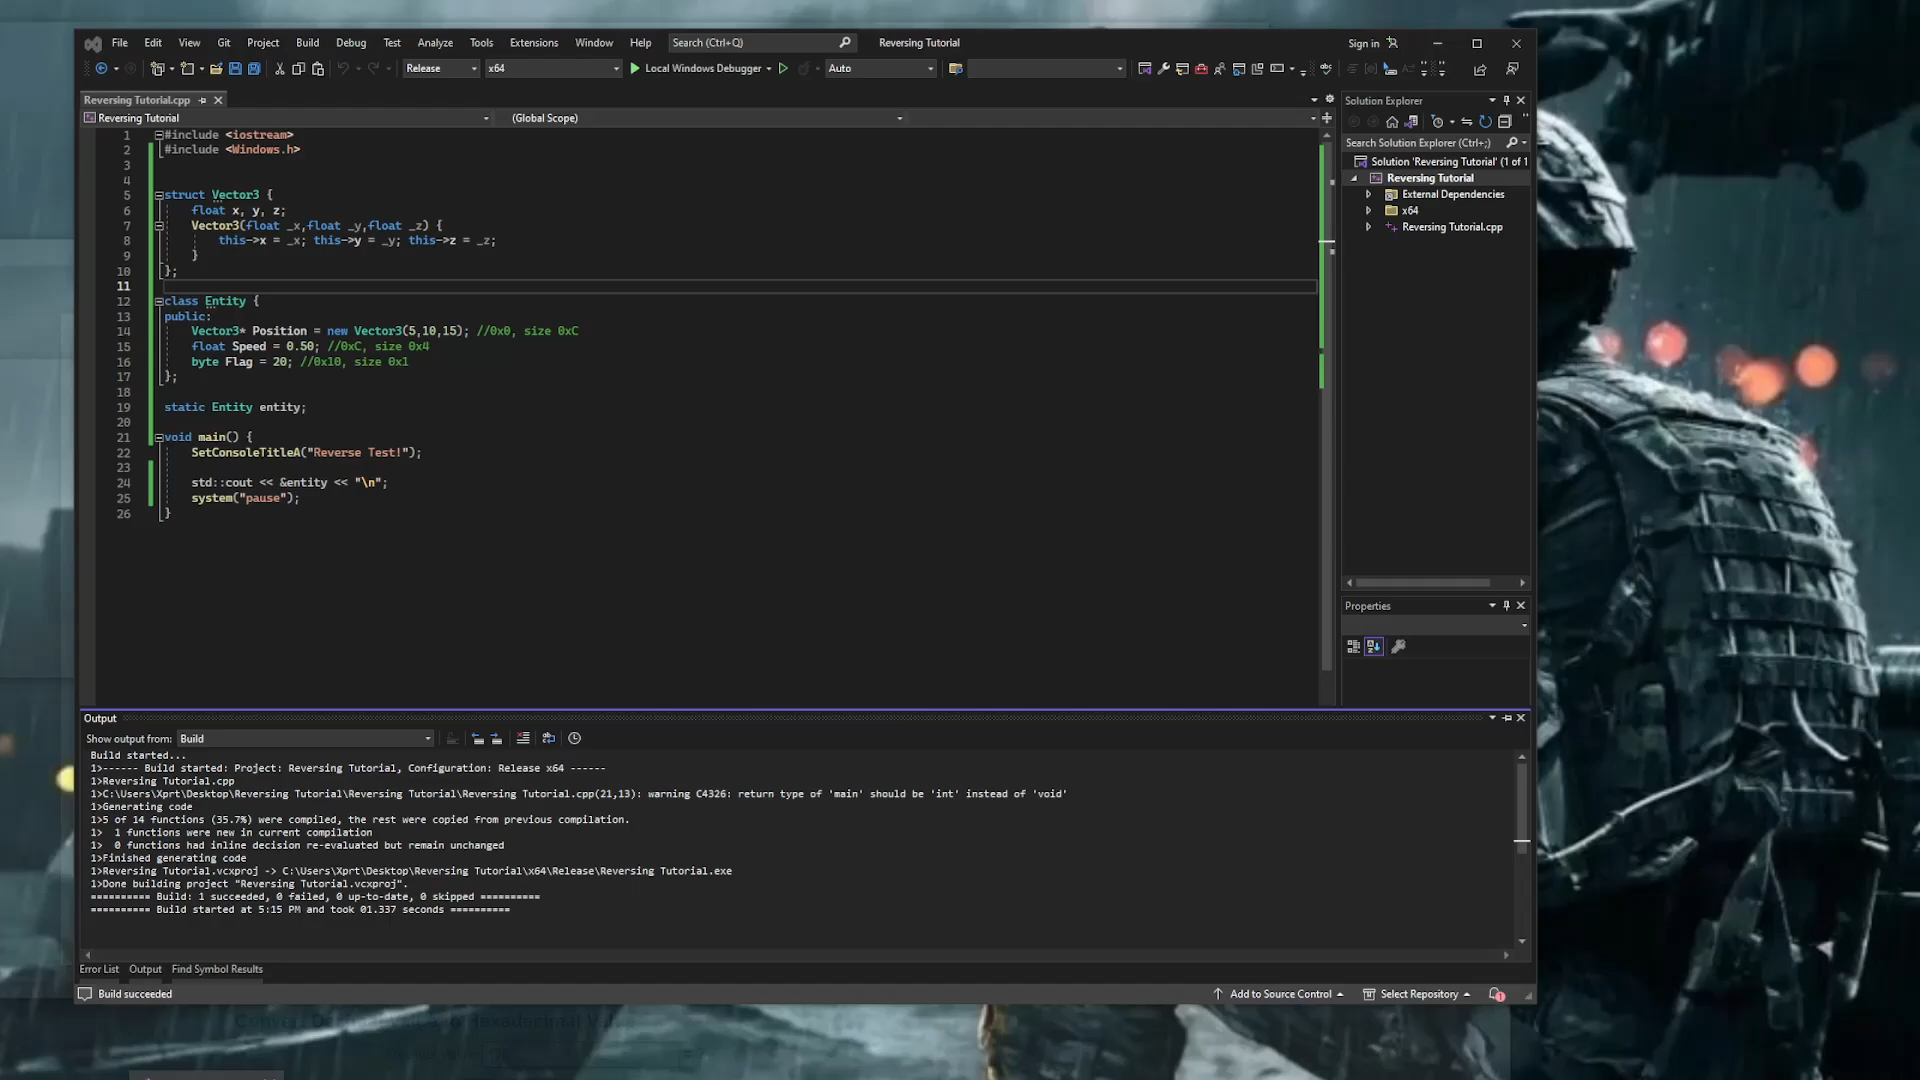 File Edit View Git Project Build Debug Test Analyze Tools Extensions Window Help Search (Ctrl+Q) Reversing Tutorial Sign in
Release x64 Local Windows Debugger Auto
Reversing Tutorial.cpp
Reversing Tutorial (Global Scope)
1 #include <iostream>
2 #include <Windows.h>
3
4
5 struct Vector3 {
6 float x, y, z;
7 Vector3(float _x,float _y,float _z) {
8 this->x = _x; this->y = _y; this->z = _z;
9 }
10 };
11
12 class Entity {
13 public:
14 Vector3* Position = new Vector3(5,10,15); //0x0, size 0xC
15 float Speed = 0.50; //0xC, size 0x4
16 byte Flag = 20; //0x10, size 0x1
17 };
18
19 static Entity entity;
20
21 void main() {
22 SetConsoleTitleA("Reverse Test!");
23
24 std::cout << &entity << "\n";
25 system("pause");
26 }
Solution Explorer
Search Solution Explorer (Ctrl+;)
Solution 'Reversing Tutorial' (1 of 1
Reversing Tutorial
External Dependencies
x64
Reversing Tutorial.cpp
Properties
Output
Show output from: Build
Build started...
1>------ Build started: Project: Reversing Tutorial, Configuration: Release x64 ------
1>Reversing Tutorial.cpp
1>C:\Users\Xprt\Desktop\Reversing Tutorial\Reversing Tutorial\Reversing Tutorial.cpp(21,13): warning C4326: return type of 'main' should be 'int' instead of 'void'
1>Generating code
1>5 of 14 functions (35.7%) were compiled, the rest were copied from previous compilation.
1>  1 functions were new in current compilation
1>  0 functions had inline decision re-evaluated but remain unchanged
1>Finished generating code
1>Reversing Tutorial.vcxproj -> C:\Users\Xprt\Desktop\Reversing Tutorial\x64\Release\Reversing Tutorial.exe
1>Done building project "Reversing Tutorial.vcxproj".
========== Build: 1 succeeded, 0 failed, 0 up-to-date, 0 skipped ==========
========== Build started at 5:15 PM and took 01.337 seconds ==========
Error List Output Find Symbol Results
Build succeeded Add to Source Control Select Repository 1